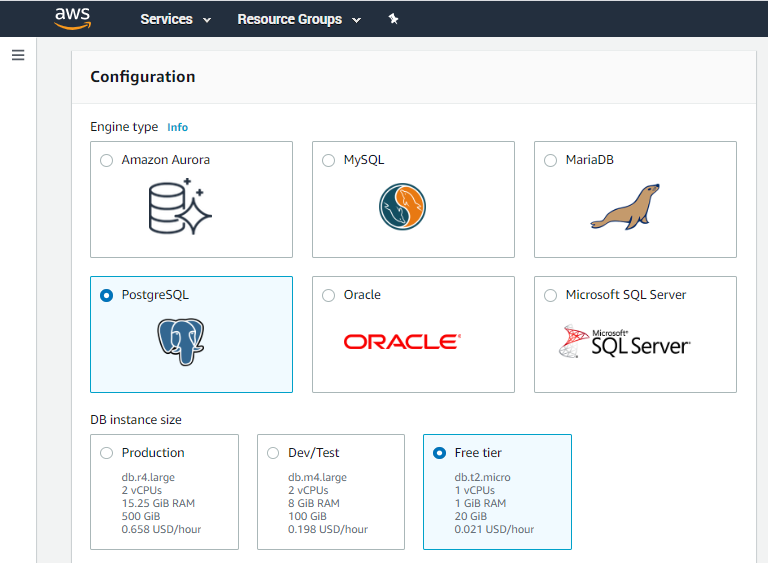 aws
Services
Resource Groups
Configuration
Engine type Info
Amazon Aurora
MySQL
MariaDB
PostgreSQL
Oracle
ORACLE®
Microsoft SQL Server
Microsoft®
SQL Server®
DB instance size
Production
db.r4.large
2 vCPUs
15.25 GiB RAM
500 GiB
0.658 USD/hour
Dev/Test
db.m4.large
2 vCPUs
8 GiB RAM
100 GiB
0.198 USD/hour
Free tier
db.t2.micro
1 vCPUs
1 GiB RAM
20 GiB
0.021 USD/hour